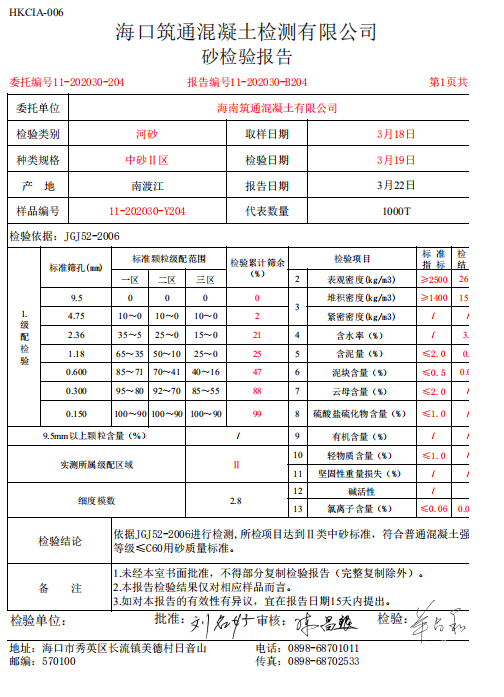 HKCIA-006
海口筑通混凝土检测有限公司
砂检验报告
委托编号11-202030-204 报告编号11-202030-B204 第1页共
委托单位 海南筑通混凝土有限公司
检验类别 河砂 取样日期 3月18日
种类规格 中砂Ⅱ区 检验日期 3月19日
产 地 南渡江 报告日期 3月22日
样品编号 11-202030-Y204 代表数量 1000T
检验依据: JGJ52-2006
1.级配检验
标准筛孔(mm) 标准颗粒级配范围 检验累计筛余(%) 检验项目 标准指标 检结
一区 二区 三区 2 表观密度(kg/m3) ≥2500 26
9.5 0 0 0 0 3 堆积密度(kg/m3) ≥1400 15
4.75 10~0 10~0 10~0 2 紧密密度(kg/m3) / /
2.36 35~5 25~0 15~0 21 4 含水率(%) / 3.
1.18 65~35 50~10 25~0 25 5 含泥量(%) ≤2.0 0.
0.600 85~71 70~41 40~16 47 6 泥块含量(%) ≤0.5 0.0
0.300 95~80 92~70 85~55 88 7 云母含量(%) ≤2.0 /
0.150 100~90 100~90 100~90 99 8 硫酸盐硫化物含量(%) ≤1.0 /
9.5mm以上颗粒含量(%) / 9 有机含量(%) / /
实测所属级配区域 Ⅱ 10 轻物质含量(%) ≤1.0 /
11 坚固性重量损失(%) / /
细度模数 2.8 12 碱活性 /
13 氯离子含量(%) ≤0.06 0.0
检验结论 依据JGJ52-2006进行检测,所检项目达到Ⅱ类中砂标准，符合普通混凝土强
等级≤C60用砂质量标准。
备 注 1.未经本室书面批准，不得部分复制检验报告（完整复制除外）。
2.本报告检验结果仅对相应样品而言。
3.如对本报告的有效性有异议，宜在报告日期15天内提出。
检验单位: 批准: 审核: 检验:
地址: 海口市秀英区长流镇美德村日音山 电话: 0898-68701011
邮编: 570100 传真: 0898-68702533